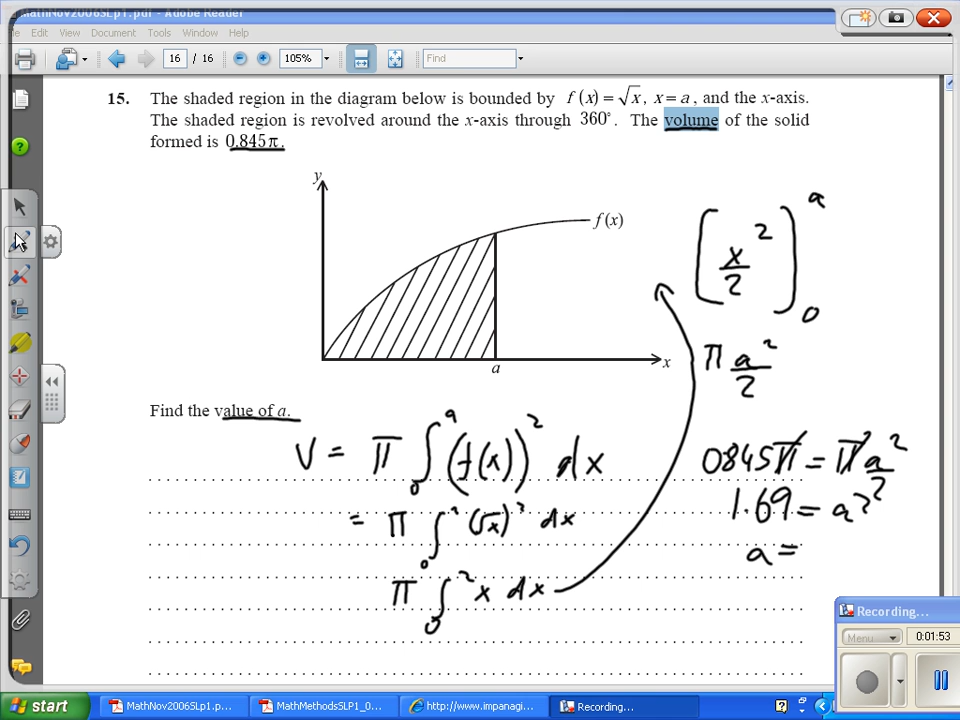 MathNov2006SLp1.pdf - Adobe Reader
File Edit View Document Tools Window Help
16 / 16 105% Find
15. The shaded region in the diagram below is bounded by f (x) = √x, x = a, and the x-axis.
The shaded region is revolved around the x-axis through 360°. The volume of the solid
formed is 0.845π.
y
f (x)
a
x
[x²/2]
a
0
π a²/2
Find the value of a.
V = π ∫₀ᵃ (f(x))² dx
0845π = π a²/2
= π ∫₀ᵃ (√x)² dx
1.69 = a²
a =
π ∫₀ᵃ x dx
Recording...
Menu 0:01:53
start MathNov2006SLp1.p... MathMethodsSLP1_0... http://www.impanagi... Recording...